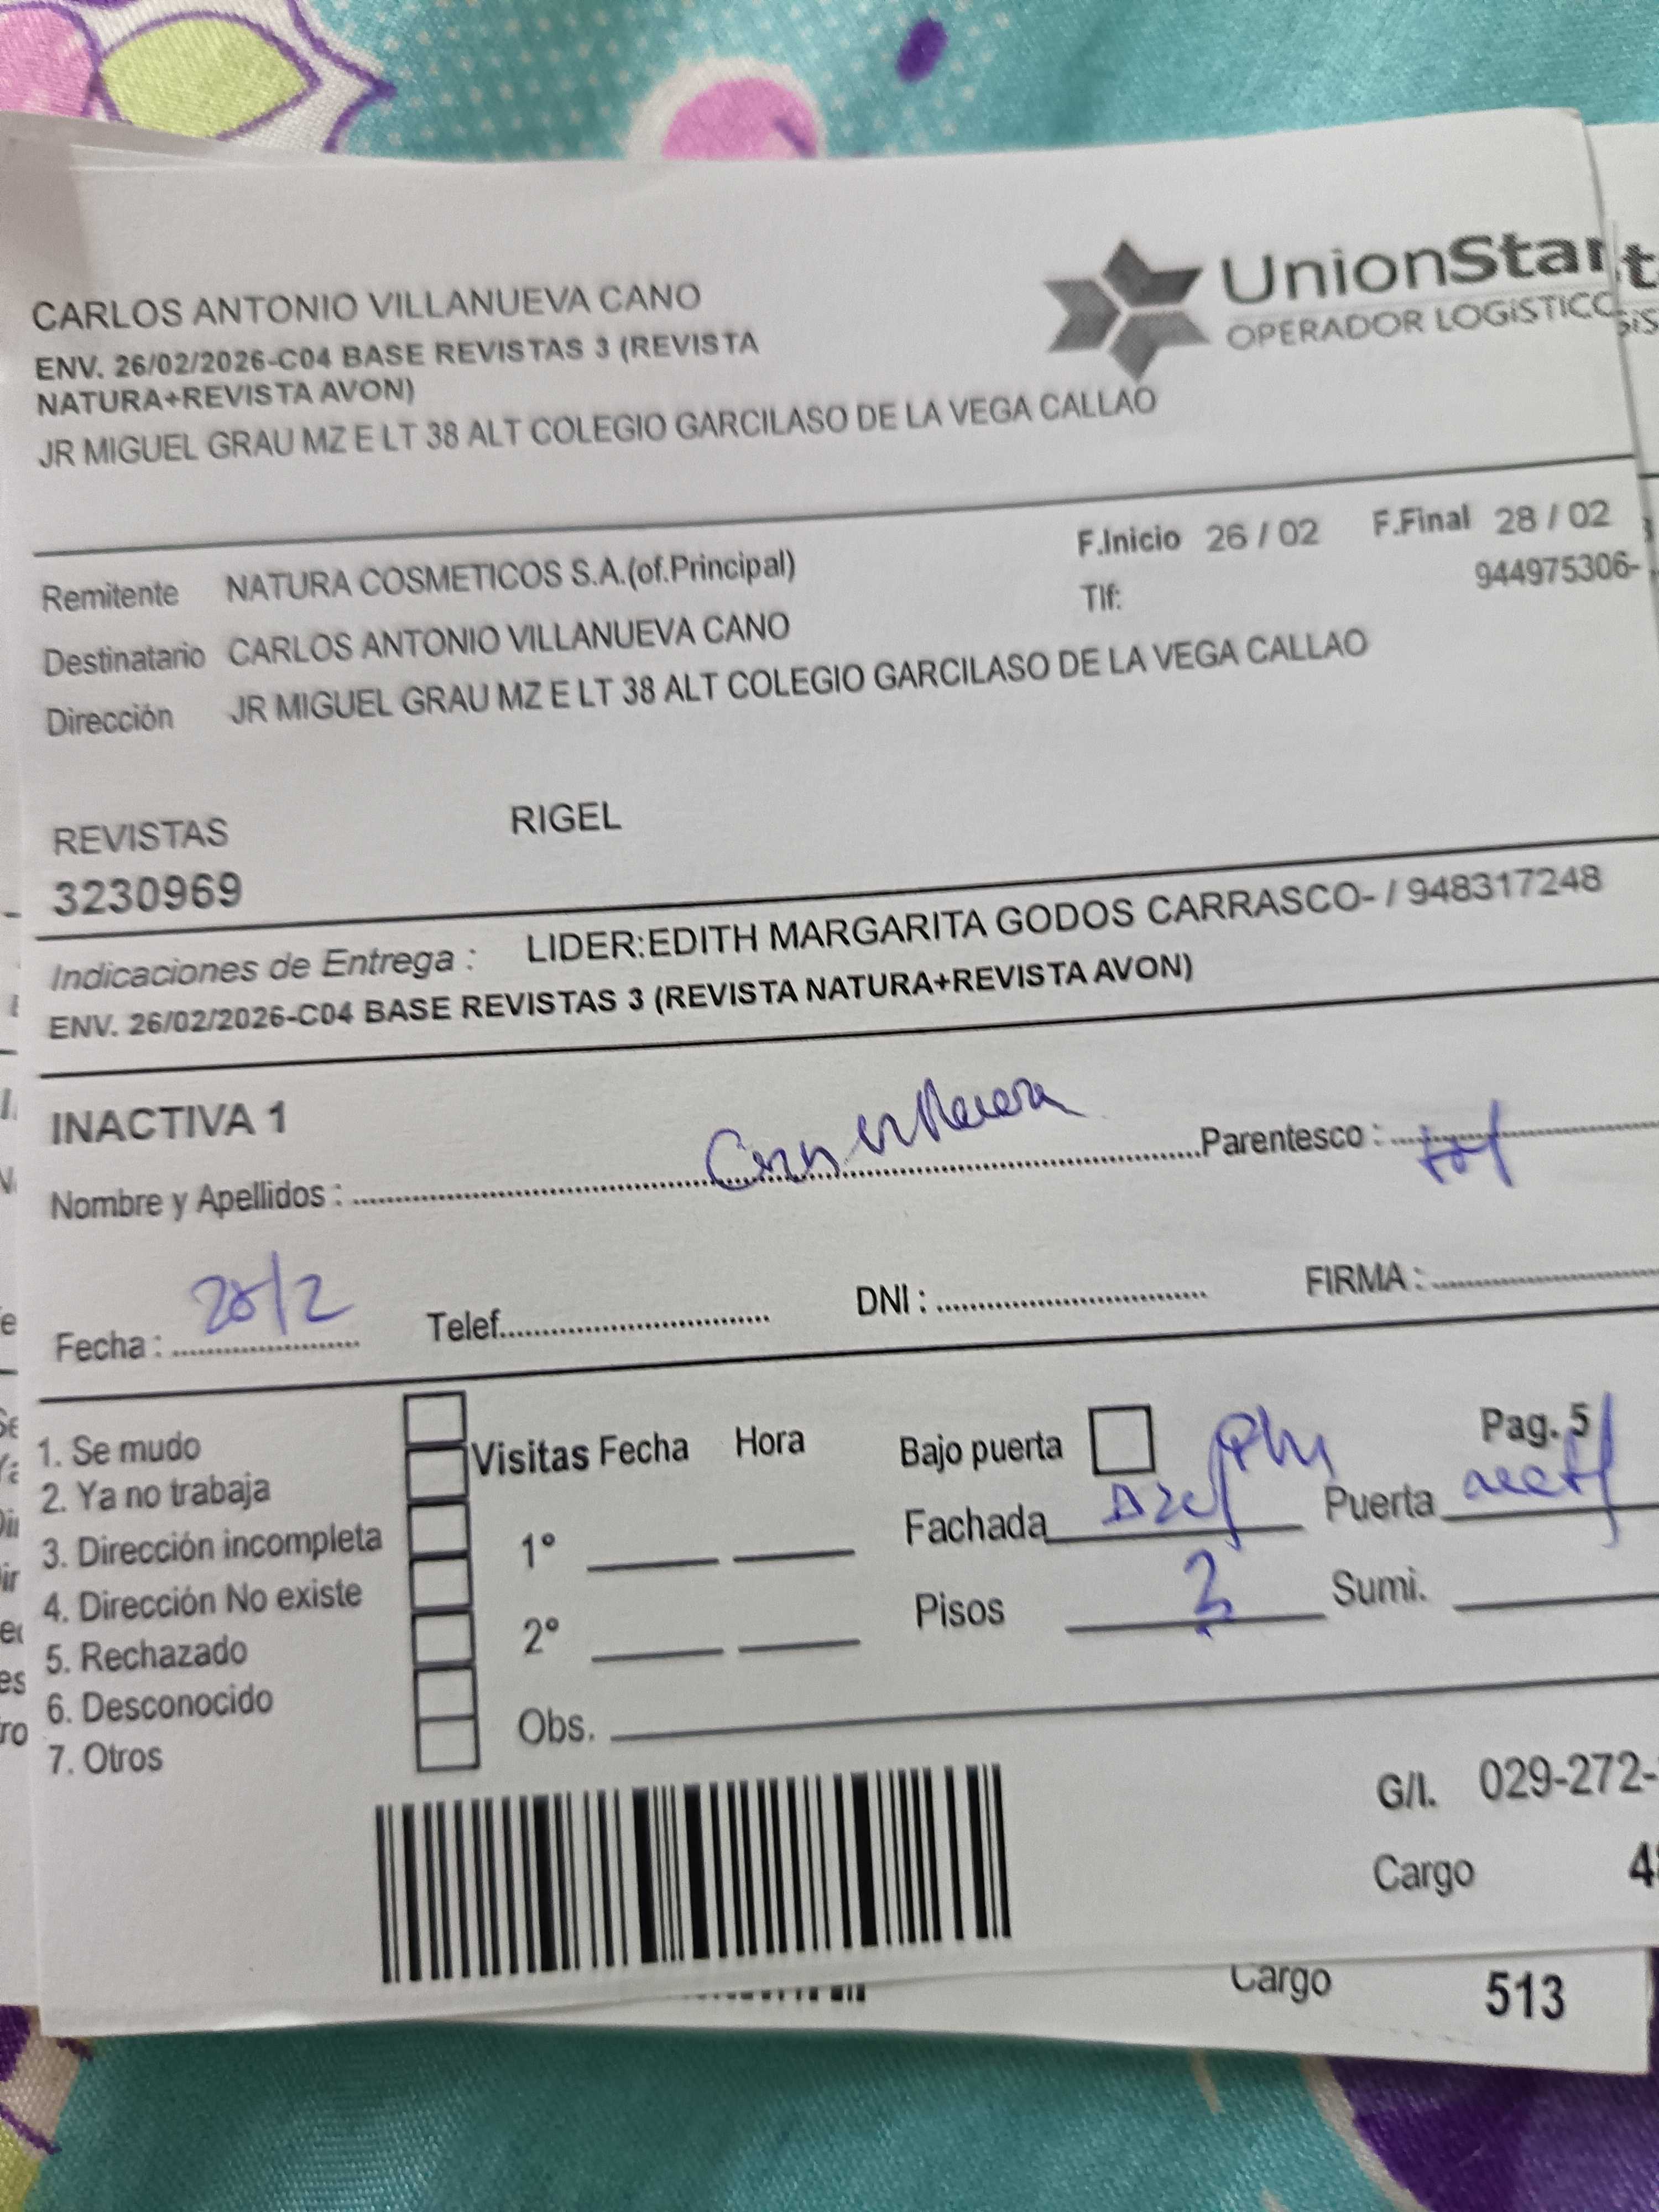 CARLOS ANTONIO VILLANUEVA CANO
UnionStar
ENV. 26/02/2026-C04 BASE REVISTAS 3 (REVISTA
OPERADOR LOGÍSTICO
NATURA+REVISTA AVON)
JR MIGUEL GRAU MZ E LT 38 ALT COLEGIO GARCILASO DE LA VEGA CALLAO
F.Inicio 26 / 02 F.Final 28 / 02
Remitente NATURA COSMETICOS S.A.(of.Principal)
Tlf: 944975306-
Destinatario CARLOS ANTONIO VILLANUEVA CANO
Dirección JR MIGUEL GRAU MZ E LT 38 ALT COLEGIO GARCILASO DE LA VEGA CALLAO
REVISTAS RIGEL
3230969
Indicaciones de Entrega : LIDER:EDITH MARGARITA GODOS CARRASCO- / 948317248
ENV. 26/02/2026-C04 BASE REVISTAS 3 (REVISTA NATURA+REVISTA AVON)
INACTIVA 1
Nombre y Apellidos : Parentesco :
Fecha : Telef. DNI : FIRMA :
1. Se mudo
2. Ya no trabaja
3. Dirección incompleta
4. Dirección No existe
5. Rechazado
6. Desconocido
7. Otros
Visitas Fecha Hora
1°
2°
Obs.
Bajo puerta Pag. 5
Fachada Puerta
Pisos 2 Sumi.
G/I. 029-272-
Cargo
Cargo 513